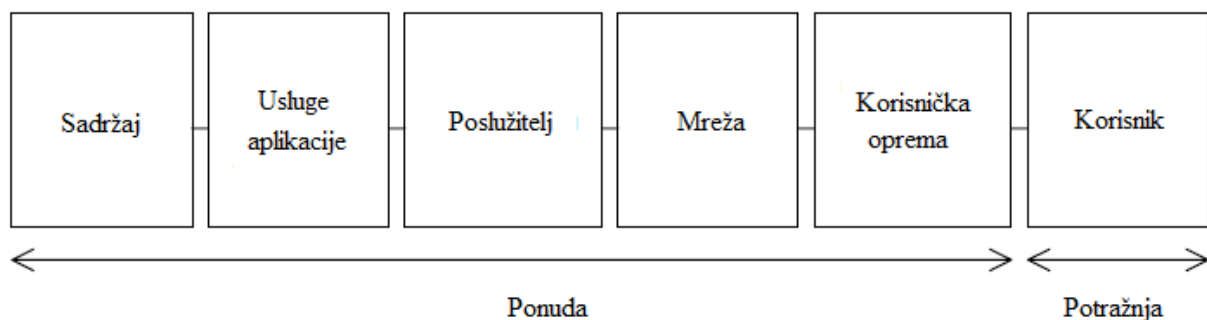 Sadržaj
Usluge
aplikacije
Poslužitelj
Mreža
Korisnička
oprema
Korisnik
Ponuda
Potražnja